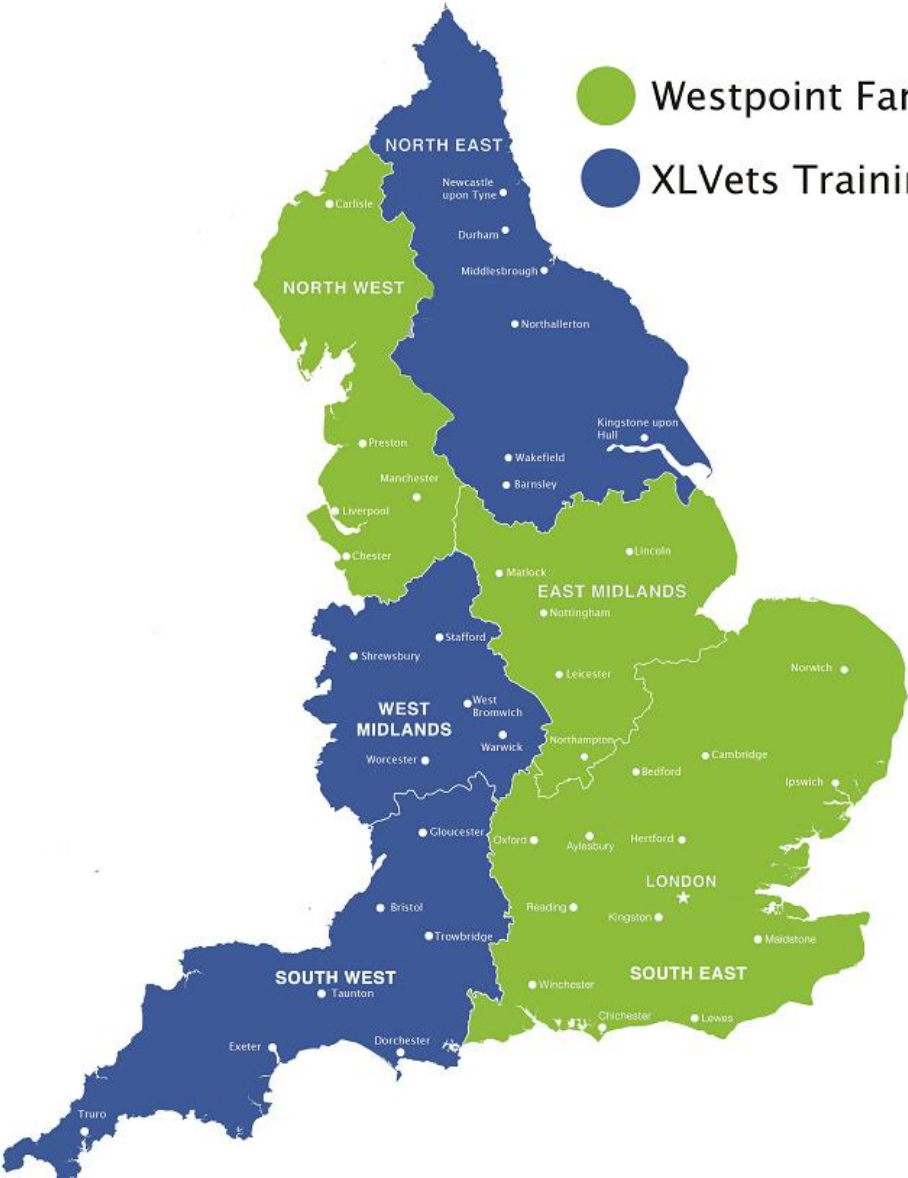 Westpoint Far
XLVets Trainin
NORTH EAST
Newcastle
upon Tyne
Carlisle
Durham
Middlesbrough
NORTH WEST
Northallerton
Kingstone upon
Hull
Preston
Wakefield
Manchester
Barnsley
Liverpool
Chester
Lincoln
Matlock
EAST MIDLANDS
Nottingham
Stafford
Shrewsbury
Leicester
Norwich
WEST
MIDLANDS
West
Bromwich
Warwick
Worcester
Northampton
Cambridge
Bedford
Ipswich
Gloucester
Oxford
Aylesbury
Hertford
LONDON
Bristol
Reading
Kingston
Trowbridge
Maidstone
SOUTH WEST
Taunton
SOUTH EAST
Winchester
Chichester
Lewes
Exeter
Dorchester
Truro